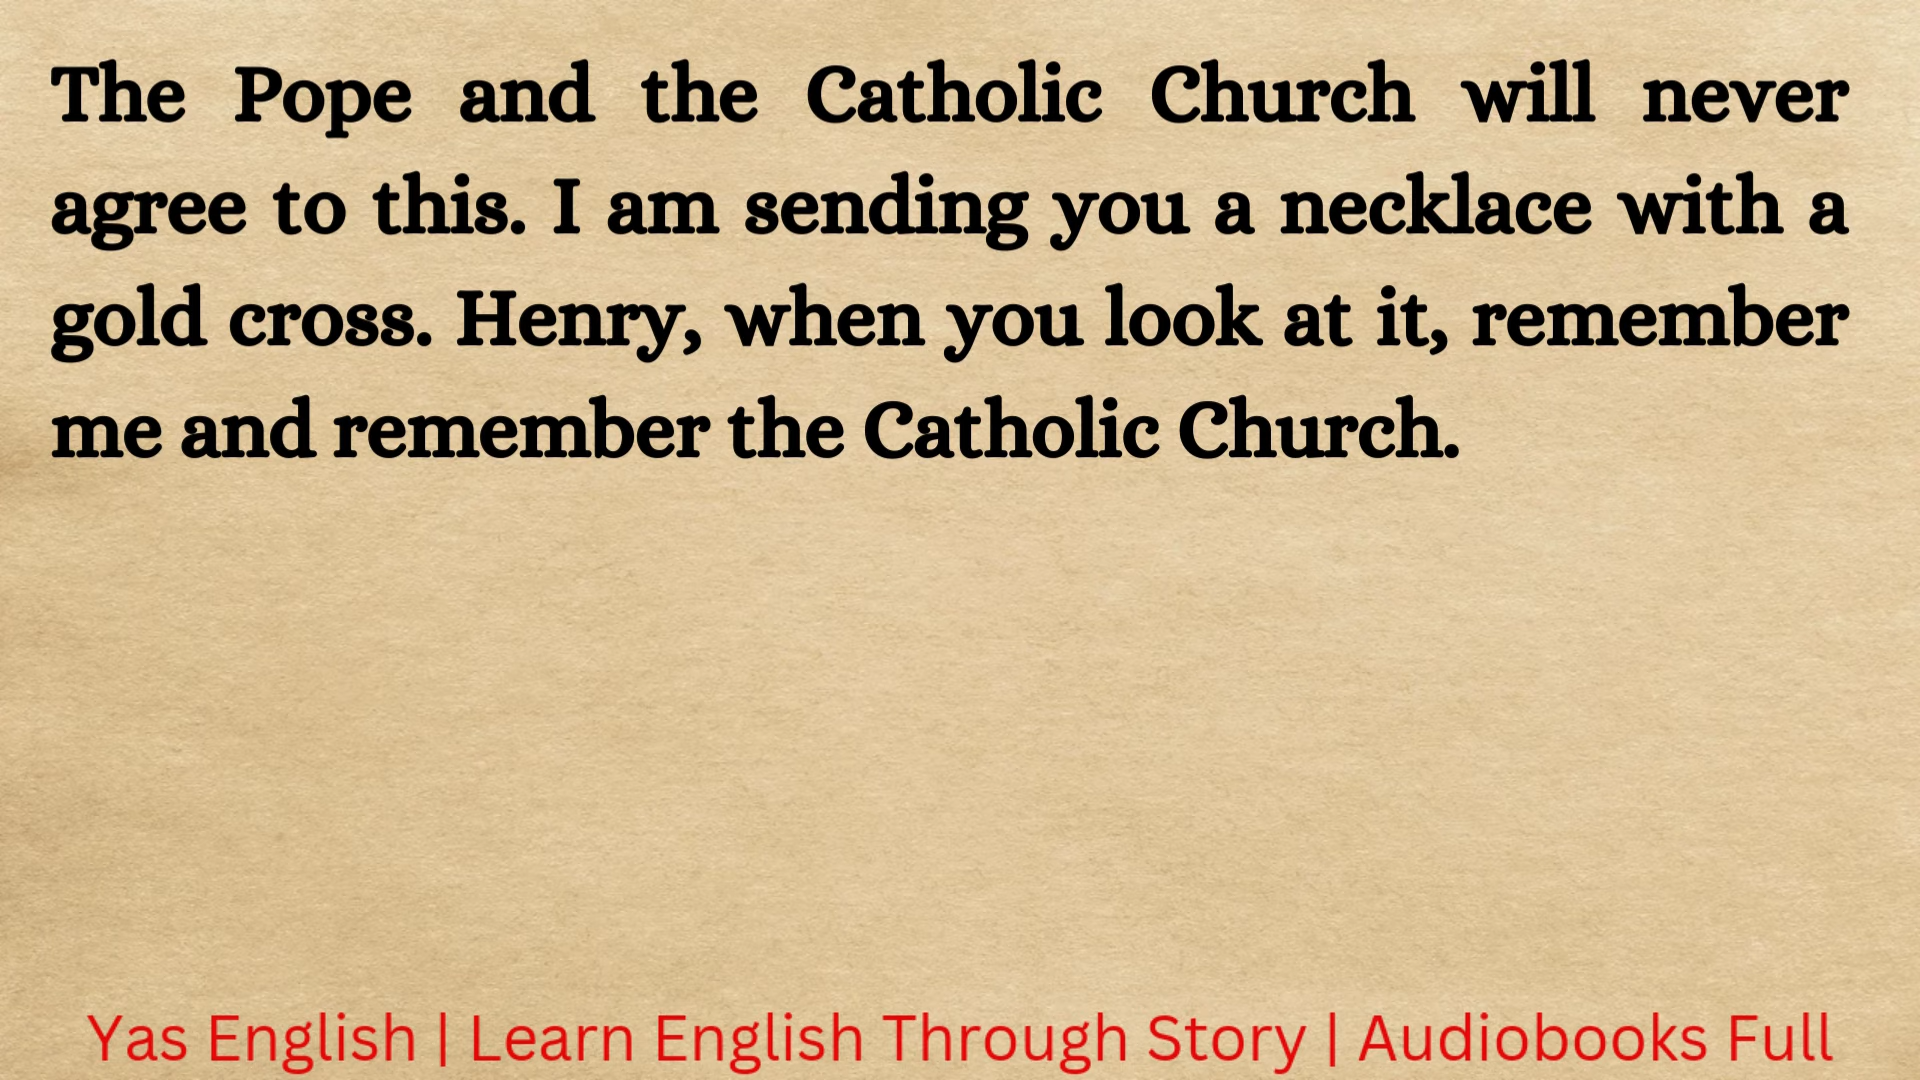 The Pope and the Catholic Church will never
agree to this. I am sending you a necklace with a
gold cross. Henry, when you look at it, remember
me and remember the Catholic Church.
Yas English | Learn English Through Story | Audiobooks Full